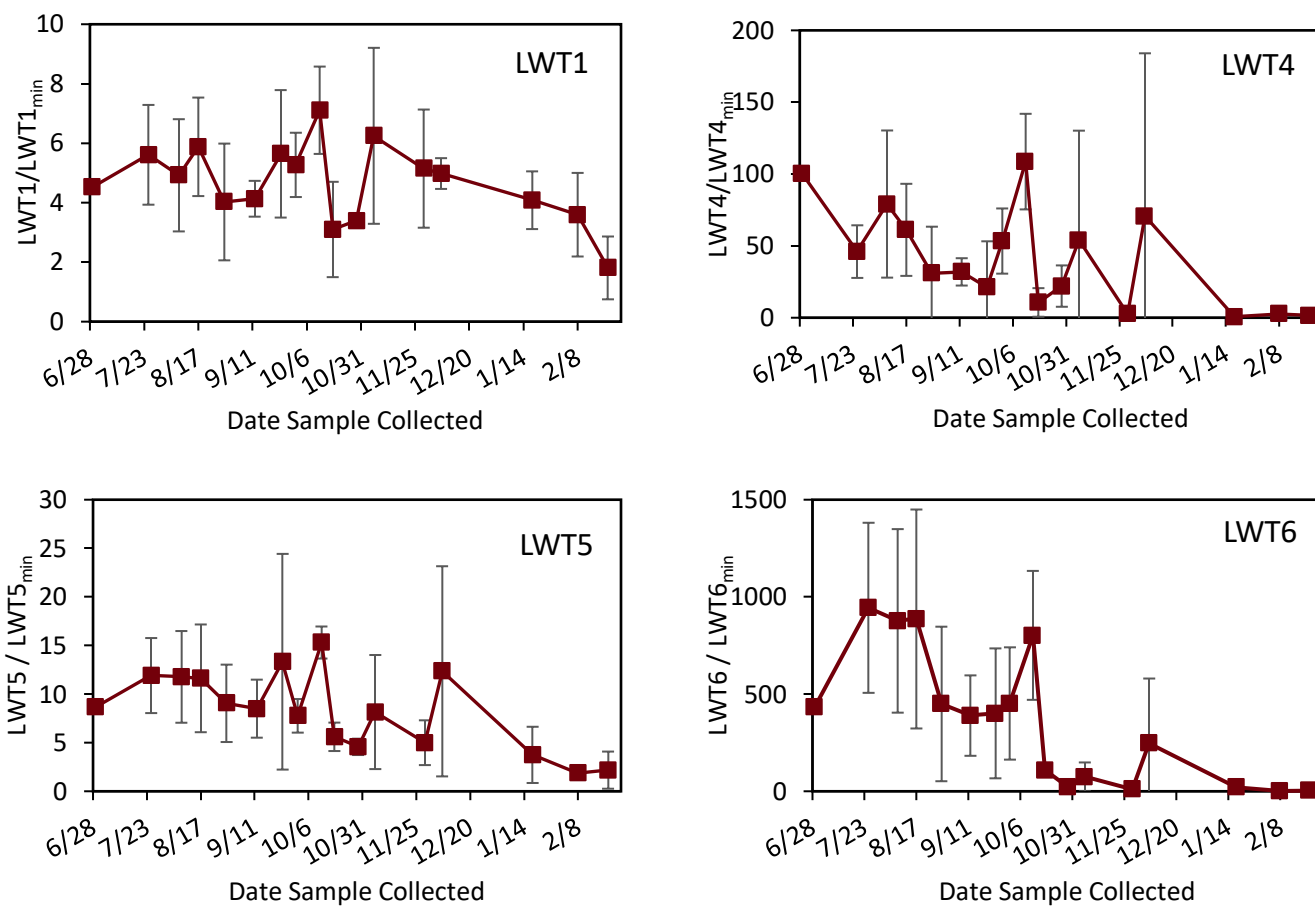 LWT1
LWT1/LWT1min
10
8
6
4
2
0
6/28 7/23 8/17 9/11 10/6 10/31 11/25 12/20 1/14 2/8
Date Sample Collected
LWT4
LWT4/LWT4min
200
150
100
50
0
6/28 7/23 8/17 9/11 10/6 10/31 11/25 12/20 1/14 2/8
Date Sample Collected
LWT5
LWT5 / LWT5min
30
25
20
15
10
5
0
6/28 7/23 8/17 9/11 10/6 10/31 11/25 12/20 1/14 2/8
Date Sample Collected
LWT6
LWT6 / LWT6min
1500
1000
500
0
6/28 7/23 8/17 9/11 10/6 10/31 11/25 12/20 1/14 2/8
Date Sample Collected